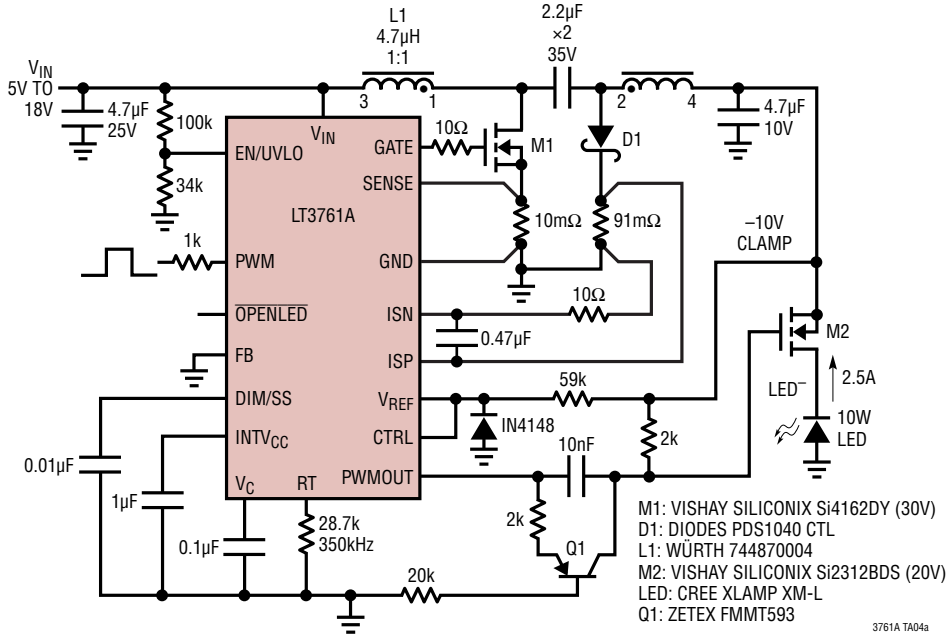 L1
4.7µH
1:1
2.2µF
×2
35V
VIN
5V TO
18V
4.7µF
25V
100k
3
1
2
4
4.7µF
10V
VIN
10Ω
M1
D1
EN/UVLO
GATE
34k
SENSE
LT3761A
10mΩ
91mΩ
–10V
CLAMP
1k
PWM
GND
10Ω
OPENLED
ISN
0.47µF
M2
FB
ISP
2.5A
LED–
59k
DIM/SS
VREF
IN4148
10W
LED
2k
INTVCC
CTRL
10nF
0.01µF
PWMOUT
1µF
VC
RT
2k
28.7k
350kHz
0.1µF
Q1
20k
M1: VISHAY SILICONIX Si4162DY (30V)
D1: DIODES PDS1040 CTL
L1: WÜRTH 744870004
M2: VISHAY SILICONIX Si2312BDS (20V)
LED: CREE XLAMP XM-L
Q1: ZETEX FMMT593
3761A TA04a